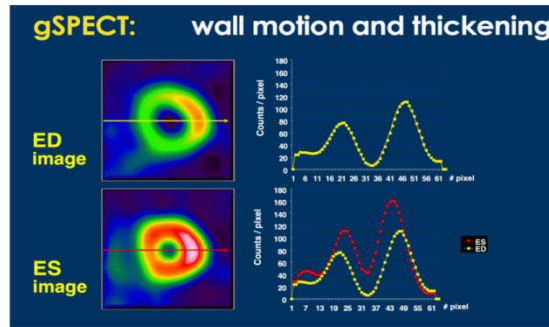 gSPECT: wall motion and thickening
ED
image
Counts / pixel
180
160
140
120
100
80
60
40
20
0
1 6 11 16 21 26 31 36 41 46 51 56 61 # pixel
ES
image
Counts / pixel
180
160
140
120
100
80
60
40
20
0
1 7 13 19 25 31 37 43 49 55 61 # pixel
ES
ED